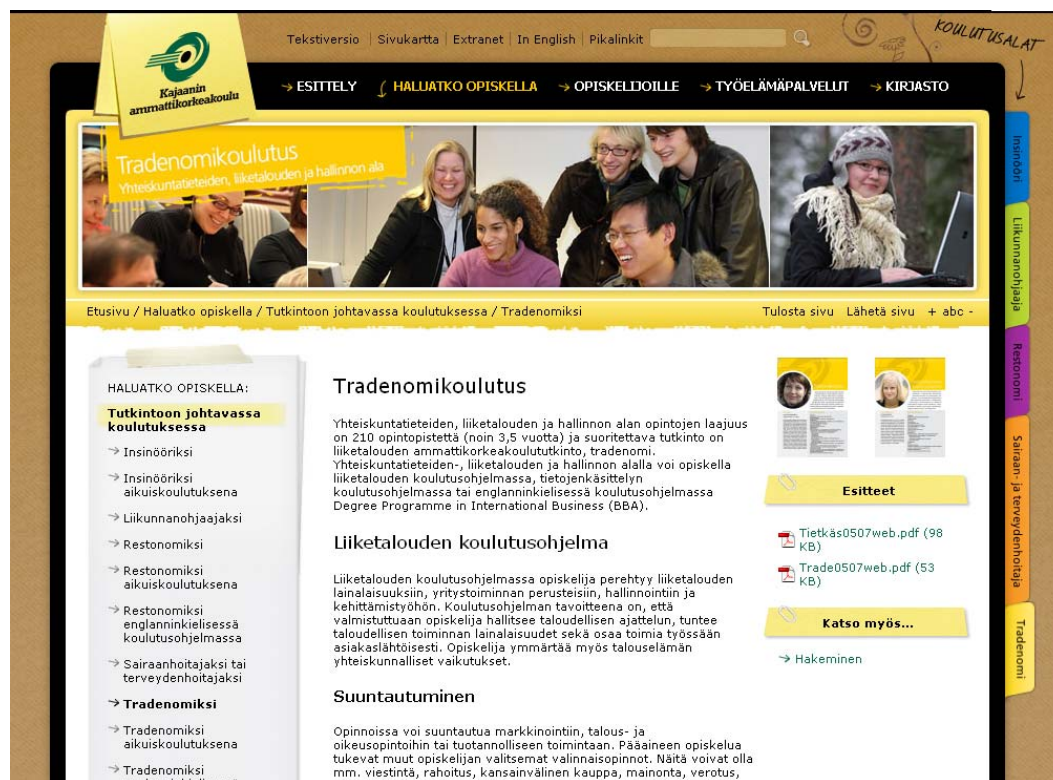 Tekstiversio | Sivukartta | Extranet | In English | Pikalinkit
KOULUTUSALAT
Kajaanin
ammattikorkeakoulu
ESITTELY
HALUATKO OPISKELLA
OPISKELIJOILLE
TYÖELÄMÄPALVELUT
KIRJASTO
Tradenomikoulutus
Yhteiskuntatieteiden, liiketalouden ja hallinnon ala
Etusivu / Haluatko opiskella / Tutkintoon johtavassa koulutuksessa / Tradenomiksi
Tulosta sivu Lähetä sivu + abc -
HALUATKO OPISKELLA:
Tutkintoon johtavassa
koulutuksessa
Insinööriksi
Insinööriksi
aikuiskoulutuksena
Liikunnanohjaajaksi
Restonomiksi
Restonomiksi
aikuiskoulutuksena
Restonomiksi
englanninkielisessä
koulutusohjelmassa
Sairaanhoitajaksi tai
terveydenhoitajaksi
Tradenomiksi
Tradenomiksi
aikuiskoulutuksena
Tradenomiksi
Tradenomikoulutus
Yhteiskuntatieteiden, liiketalouden ja hallinnon alan opintojen laajuus
on 210 opintopistettä (noin 3,5 vuotta) ja suoritettava tutkinto on
liiketalouden ammattikorkeakoulututkinto, tradenomi.
Yhteiskuntatieteiden-, liiketalouden ja hallinnon alalla voi opiskella
liiketalouden koulutusohjelmassa, tietojenkäsittelyn
koulutusohjelmassa tai englanninkielisessä koulutusohjelmassa
Degree Programme in International Business (BBA).
Liiketalouden koulutusohjelma
Liiketalouden koulutusohjelmassa opiskelija perehtyy liiketalouden
lainalaisuuksiin, yritystoiminnan perusteisiin, hallinnointiin ja
kehittämistyöhön. Koulutusohjelman tavoitteena on, että
valmistuttuaan opiskelija hallitsee taloudellisen ajattelun, tuntee
taloudellisen toiminnan lainalaisuudet sekä osaa toimia työssään
asiakaslähtöisesti. Opiskelija ymmärtää myös talouselämän
yhteiskunnalliset vaikutukset.
Suuntautuminen
Opinnoissa voi suuntautua markkinointiin, talous- ja
oikeusopintoihin tai tuotannolliseen toimintaan. Pääaineen opiskelua
tukevat muut opiskelijan valitsemat valinnaisopinnot. Näitä voivat olla
mm. viestintä, rahoitus, kansainvälinen kauppa, mainonta, verotus,
Esitteet
Tietkäs0507web.pdf (98
KB)
Trade0507web.pdf (53
KB)
Katso myös...
Hakeminen
Insinööri
Liikunnanohjaaja
Restonomi
Sairaan- ja terveydenhoitaja
Tradenomi